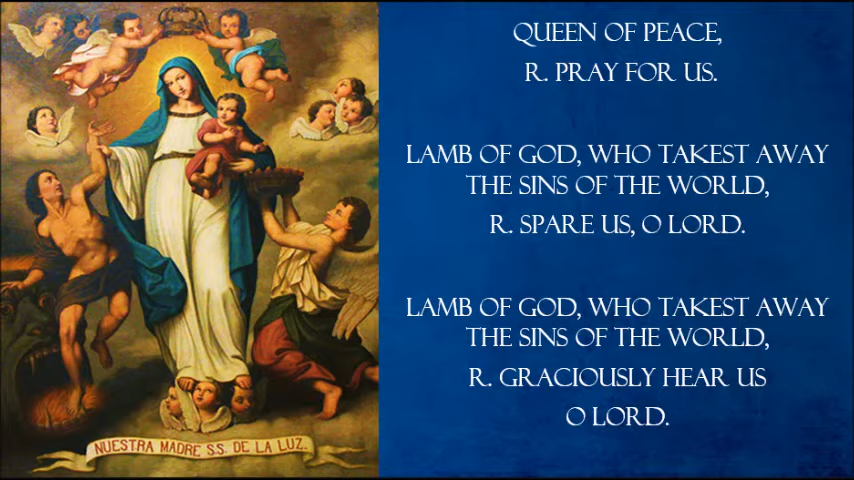 NUESTRA MADRE S.S. DE LA LUZ.
QUEEN OF PEACE,
R. PRAY FOR US.
LAMB OF GOD, WHO TAKEST AWAY
THE SINS OF THE WORLD,
R. SPARE US, O LORD.
LAMB OF GOD, WHO TAKEST AWAY
THE SINS OF THE WORLD,
R. GRACIOUSLY HEAR US
O LORD.